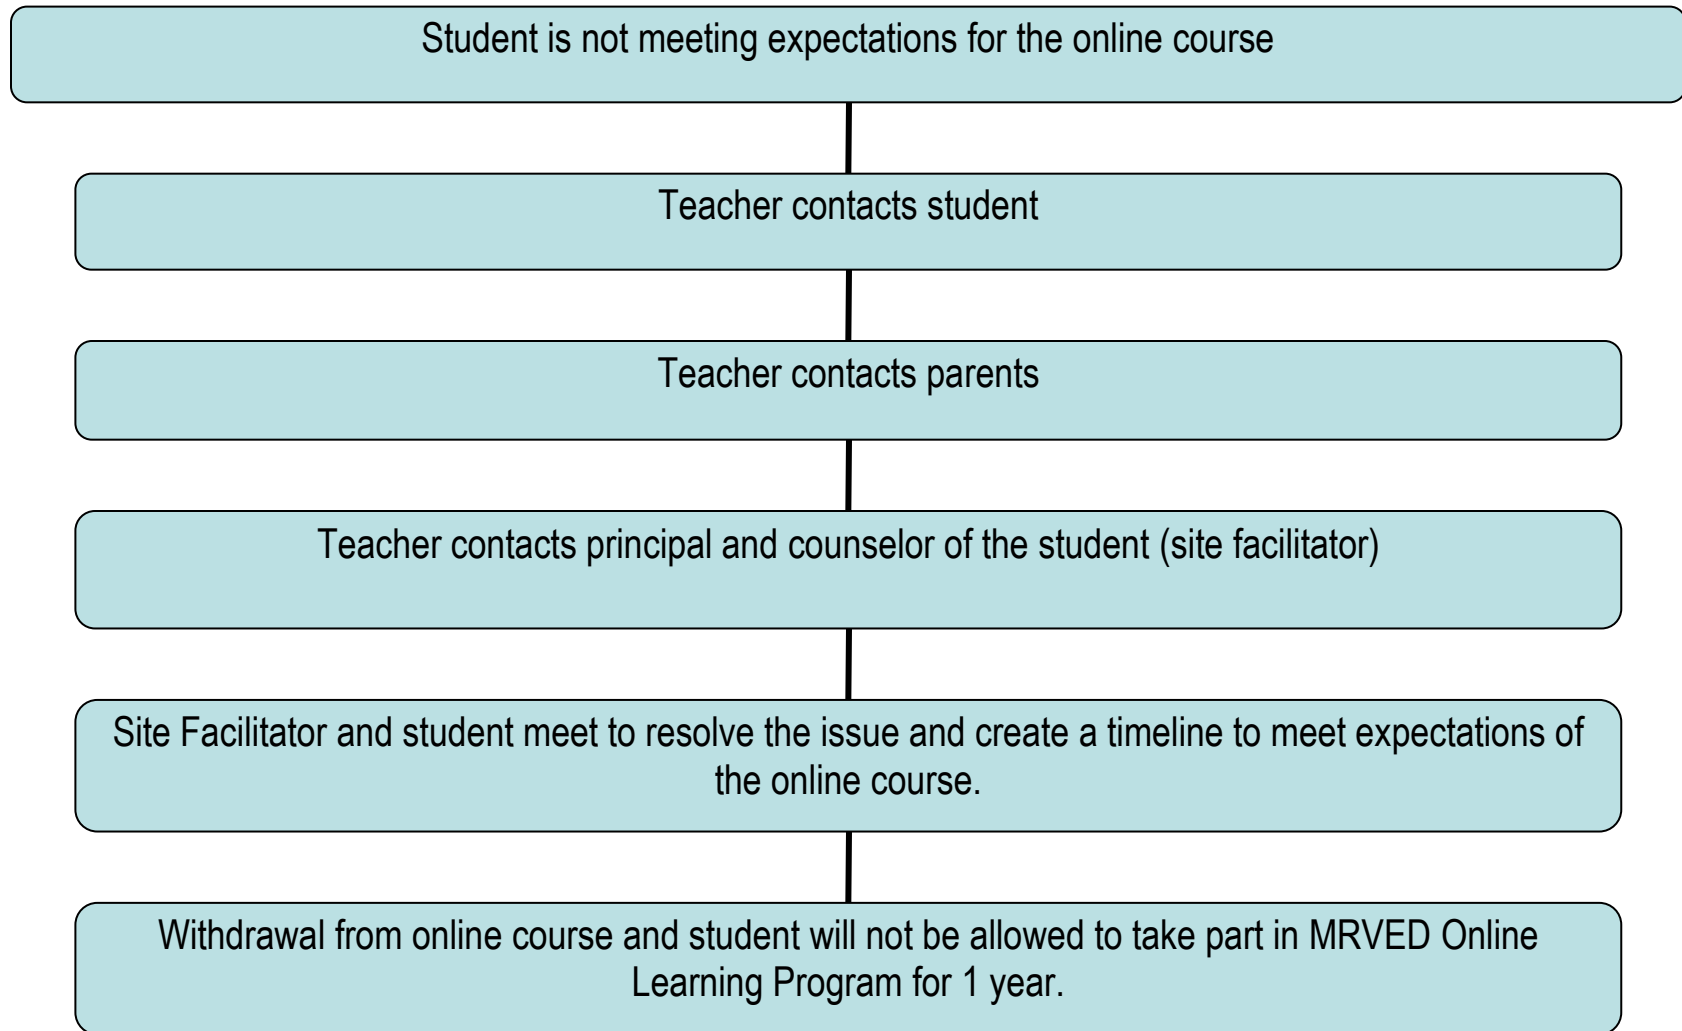 Student is not meeting expectations for the online course
Teacher contacts student
Teacher contacts parents
Teacher contacts principal and counselor of the student (site facilitator)
Site Facilitator and student meet to resolve the issue and create a timeline to meet expectations of
the online course.
Withdrawal from online course and student will not be allowed to take part in MRVED Online
Learning Program for 1 year.